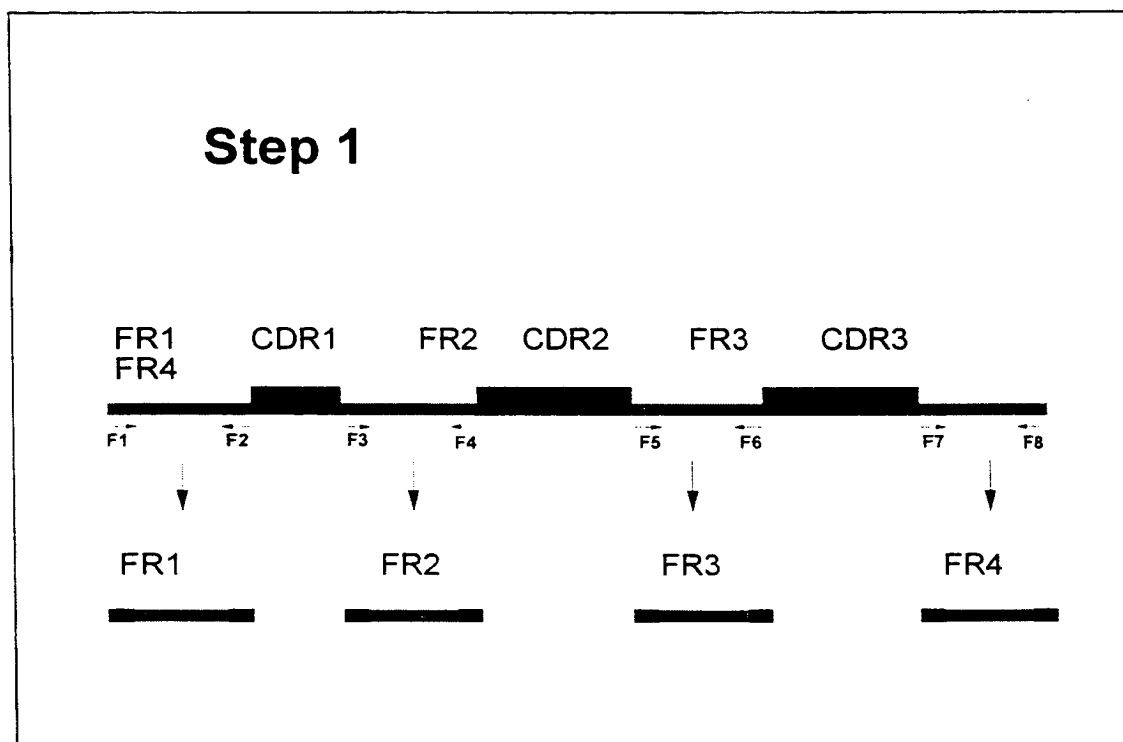 Step 1
FR1 CDR1 FR2 CDR2 FR3 CDR3
FR4
F1 F2 F3 F4 F5 F6 F7 F8
FR1 FR2 FR3 FR4